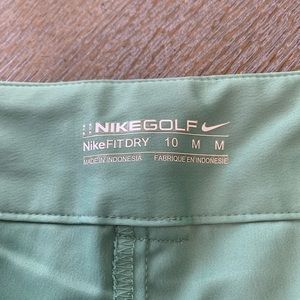 NIKEGOLF
NikeFITDRY 10 M M
MADE IN INDONESIA FABRIQUE EN INDONESIE